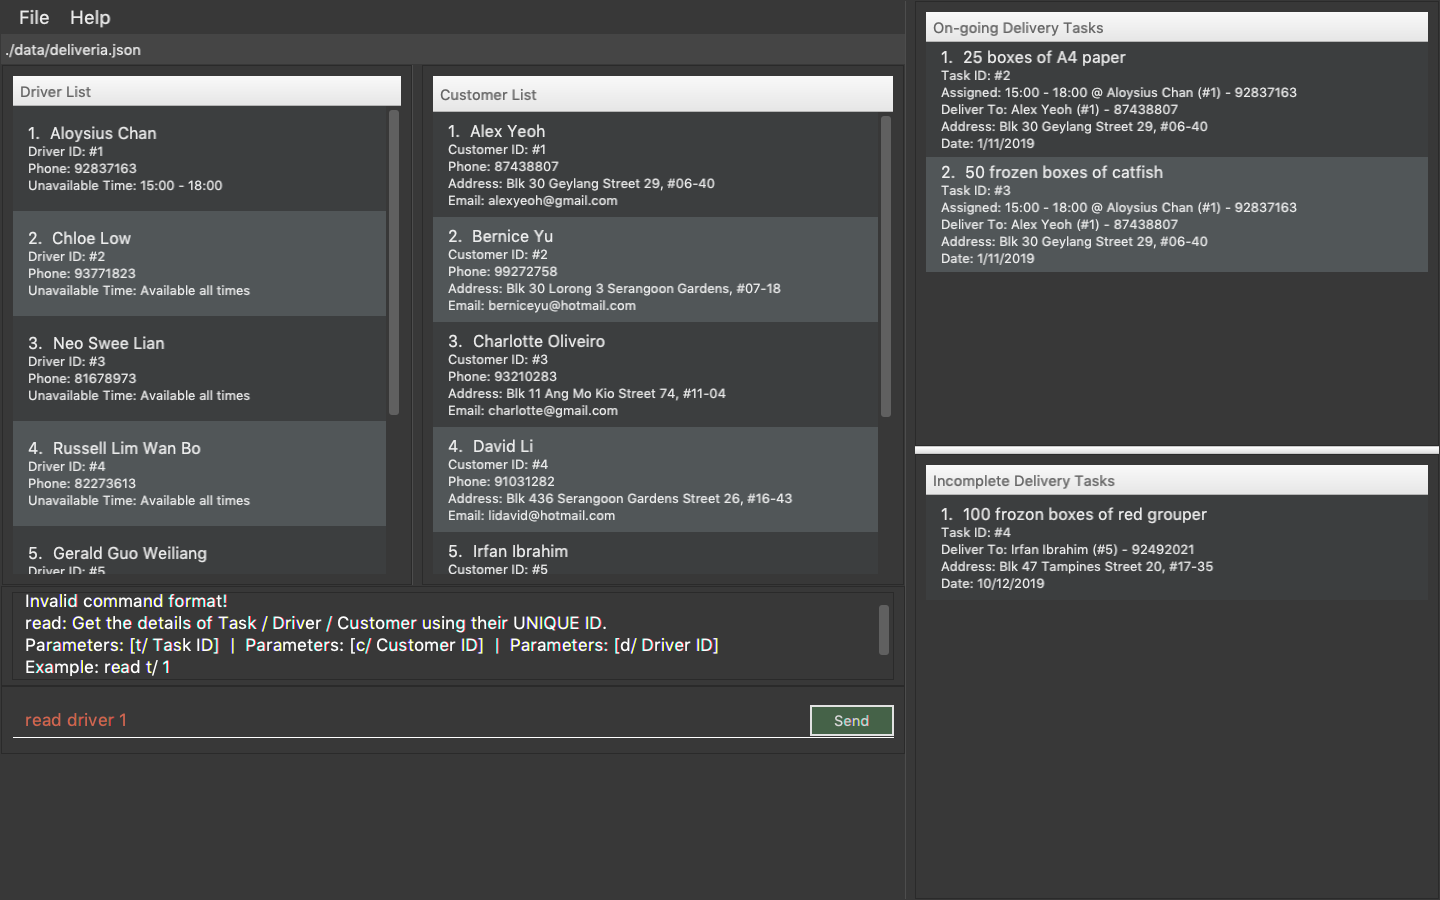 File Help
./data/deliveria.json
Driver List
1. Aloysius Chan
Driver ID: #1
Phone: 92837163
Unavailable Time: 15:00 - 18:00
2. Chloe Low
Driver ID: #2
Phone: 93771823
Unavailable Time: Available all times
3. Neo Swee Lian
Driver ID: #3
Phone: 81678973
Unavailable Time: Available all times
4. Russell Lim Wan Bo
Driver ID: #4
Phone: 82273613
Unavailable Time: Available all times
5. Gerald Guo Weiliang
Driver ID: #5
Customer List
1. Alex Yeoh
Customer ID: #1
Phone: 87438807
Address: Blk 30 Geylang Street 29, #06-40
Email: alexyeoh@gmail.com
2. Bernice Yu
Customer ID: #2
Phone: 99272758
Address: Blk 30 Lorong 3 Serangoon Gardens, #07-18
Email: berniceyu@hotmail.com
3. Charlotte Oliveiro
Customer ID: #3
Phone: 93210283
Address: Blk 11 Ang Mo Kio Street 74, #11-04
Email: charlotte@gmail.com
4. David Li
Customer ID: #4
Phone: 91031282
Address: Blk 436 Serangoon Gardens Street 26, #16-43
Email: lidavid@hotmail.com
5. Irfan Ibrahim
Customer ID: #5
Invalid command format!
read: Get the details of Task / Driver / Customer using their UNIQUE ID.
Parameters: [t/ Task ID] | Parameters: [c/ Customer ID] | Parameters: [d/ Driver ID]
Example: read t/ 1
read driver 1
Send
On-going Delivery Tasks
1. 25 boxes of A4 paper
Task ID: #2
Assigned: 15:00 - 18:00 @ Aloysius Chan (#1) - 92837163
Deliver To: Alex Yeoh (#1) - 87438807
Address: Blk 30 Geylang Street 29, #06-40
Date: 1/11/2019
2. 50 frozen boxes of catfish
Task ID: #3
Assigned: 15:00 - 18:00 @ Aloysius Chan (#1) - 92837163
Deliver To: Alex Yeoh (#1) - 87438807
Address: Blk 30 Geylang Street 29, #06-40
Date: 1/11/2019
Incomplete Delivery Tasks
1. 100 frozon boxes of red grouper
Task ID: #4
Deliver To: Irfan Ibrahim (#5) - 92492021
Address: Blk 47 Tampines Street 20, #17-35
Date: 10/12/2019